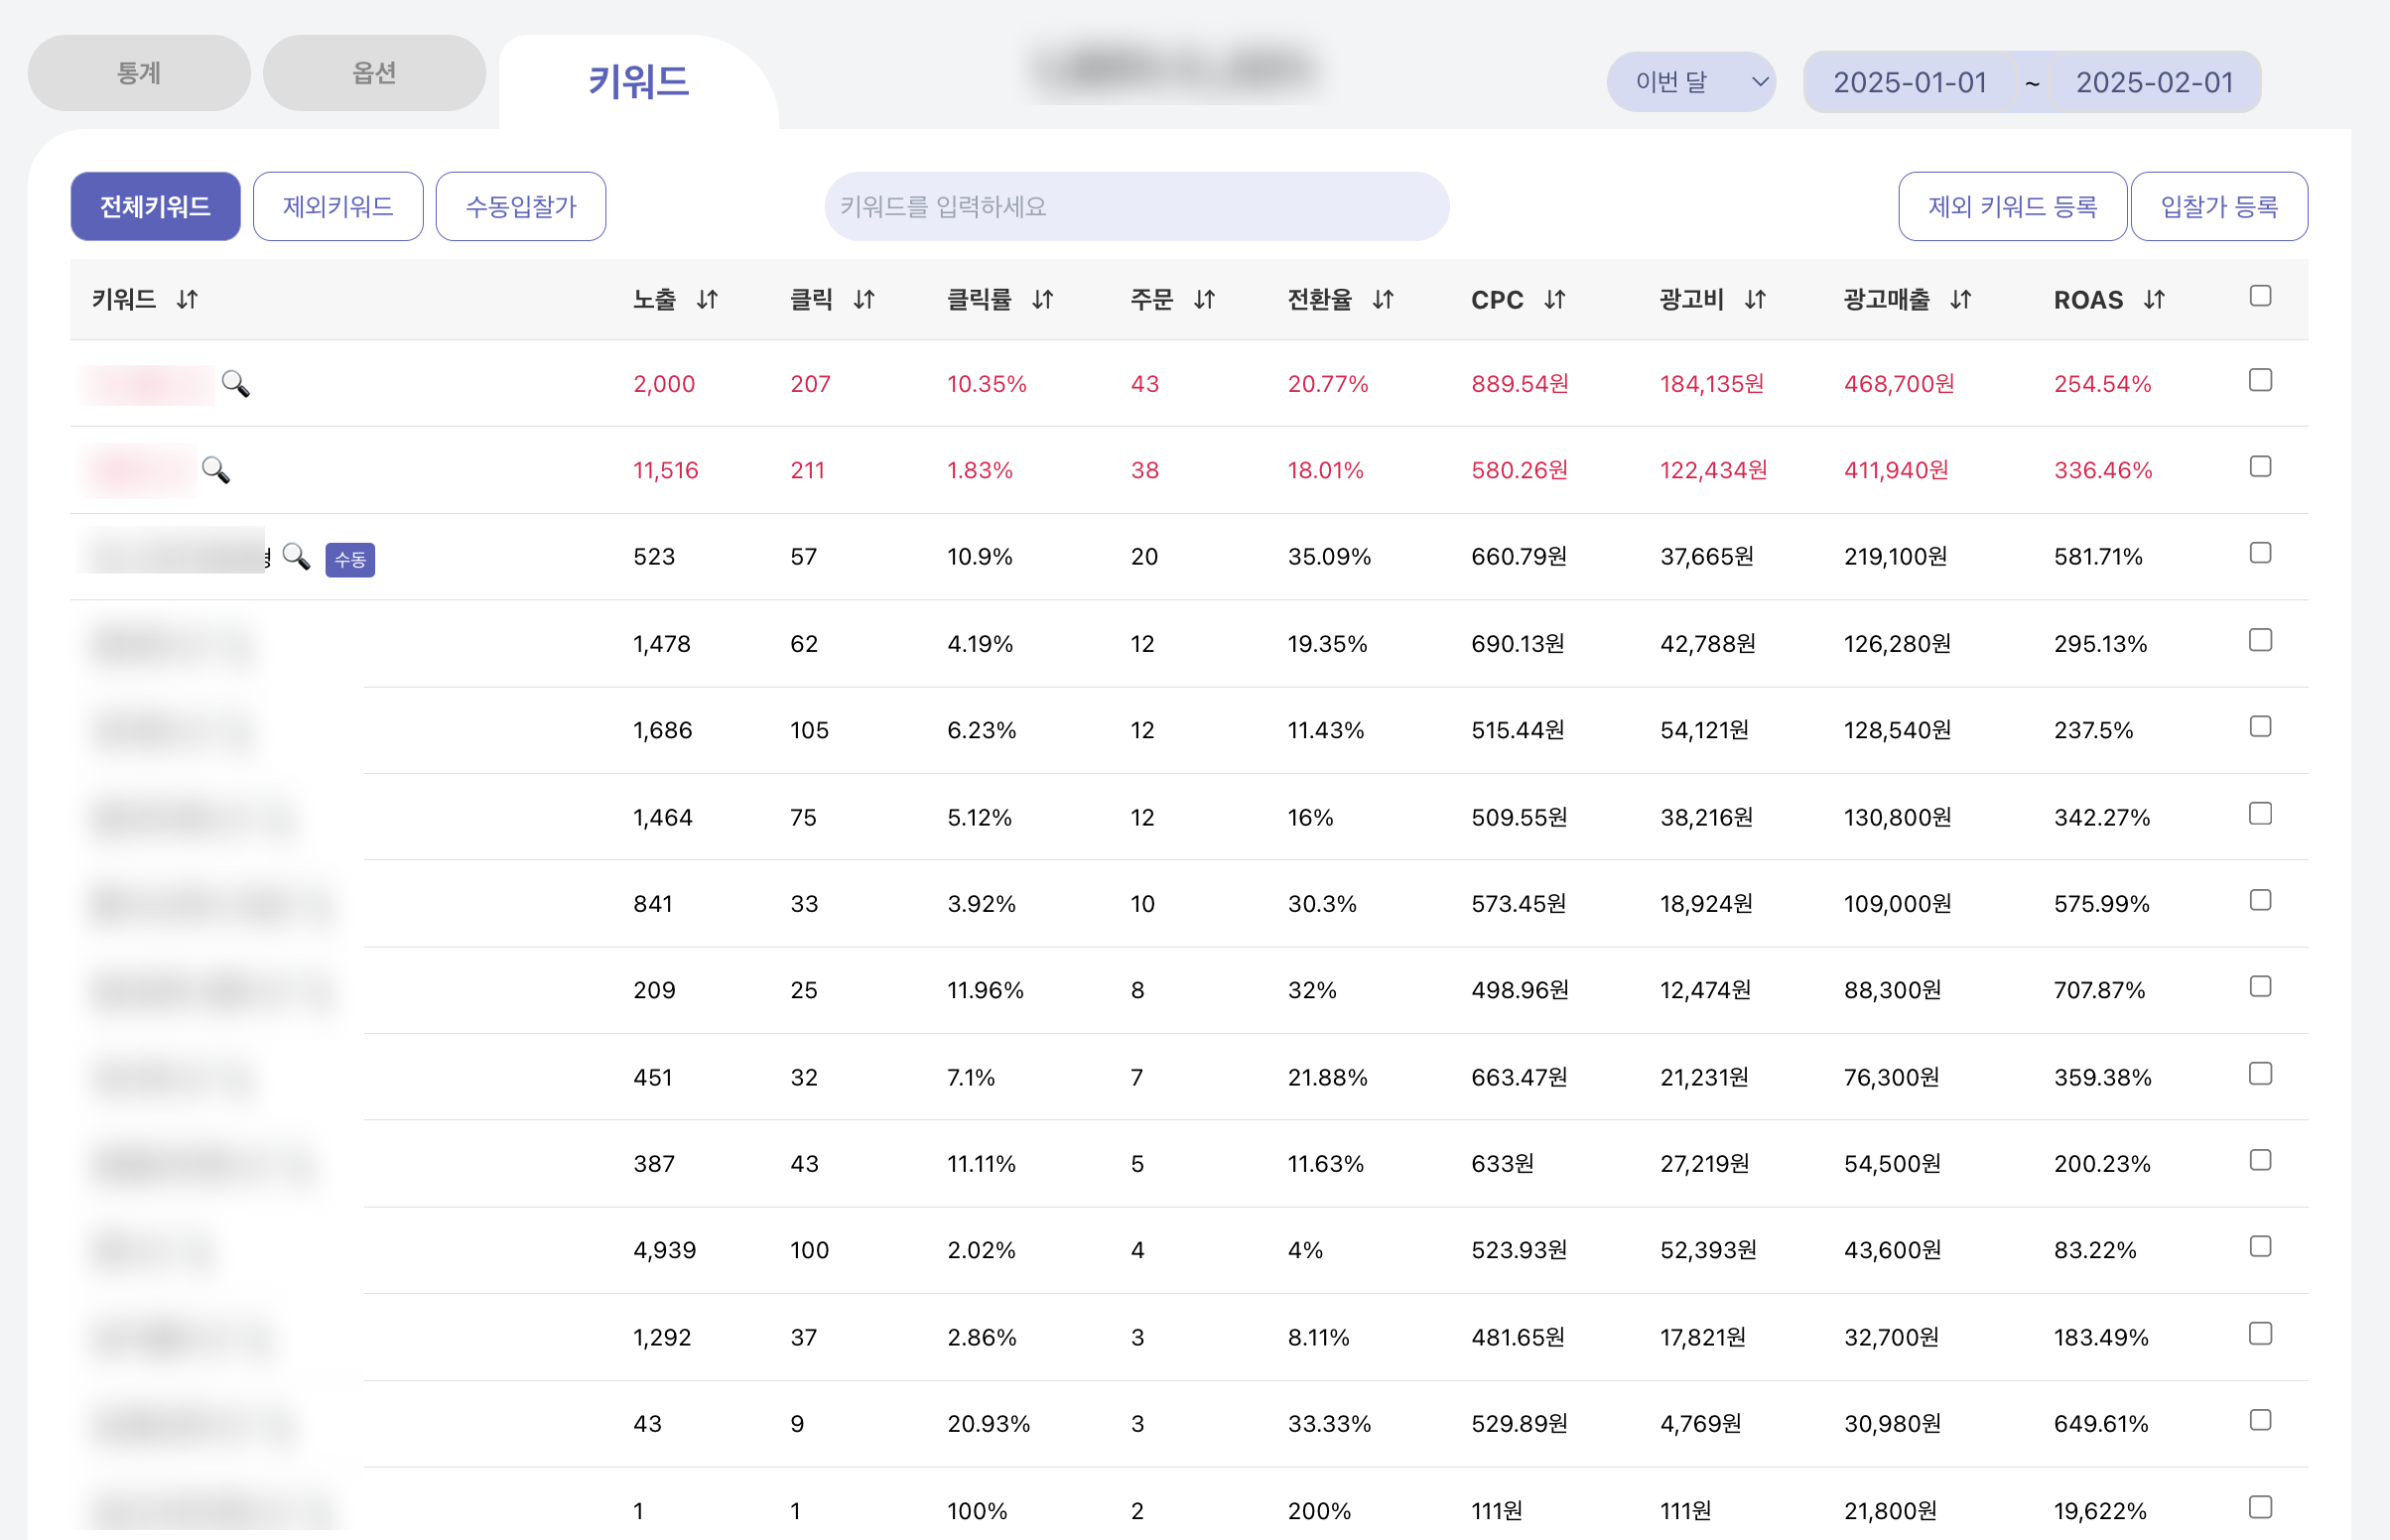 통계 옵션 키워드 이번 달 2025-01-01 ~ 2025-02-01
전체키워드 제외키워드 수동입찰가 키워드를 입력하세요 제외 키워드 등록 입찰가 등록
키워드 노출 클릭 클릭률 주문 전환율 CPC 광고비 광고매출 ROAS
2,000 207 10.35% 43 20.77% 889.54원 184,135원 468,700원 254.54%
11,516 211 1.83% 38 18.01% 580.26원 122,434원 411,940원 336.46%
수동 523 57 10.9% 20 35.09% 660.79원 37,665원 219,100원 581.71%
1,478 62 4.19% 12 19.35% 690.13원 42,788원 126,280원 295.13%
1,686 105 6.23% 12 11.43% 515.44원 54,121원 128,540원 237.5%
1,464 75 5.12% 12 16% 509.55원 38,216원 130,800원 342.27%
841 33 3.92% 10 30.3% 573.45원 18,924원 109,000원 575.99%
209 25 11.96% 8 32% 498.96원 12,474원 88,300원 707.87%
451 32 7.1% 7 21.88% 663.47원 21,231원 76,300원 359.38%
387 43 11.11% 5 11.63% 633원 27,219원 54,500원 200.23%
4,939 100 2.02% 4 4% 523.93원 52,393원 43,600원 83.22%
1,292 37 2.86% 3 8.11% 481.65원 17,821원 32,700원 183.49%
43 9 20.93% 3 33.33% 529.89원 4,769원 30,980원 649.61%
1 1 100% 2 200% 111원 111원 21,800원 19,622%